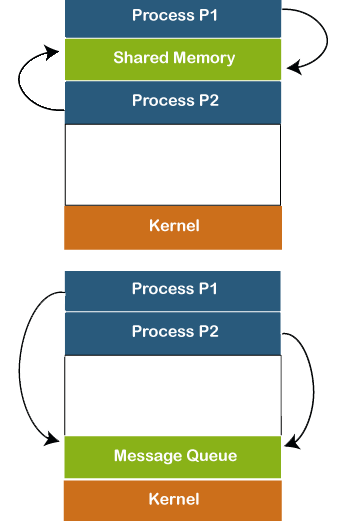 Process P1
Shared Memory
Process P2
Kernel
Process P1
Process P2
Message Queue
Kernel